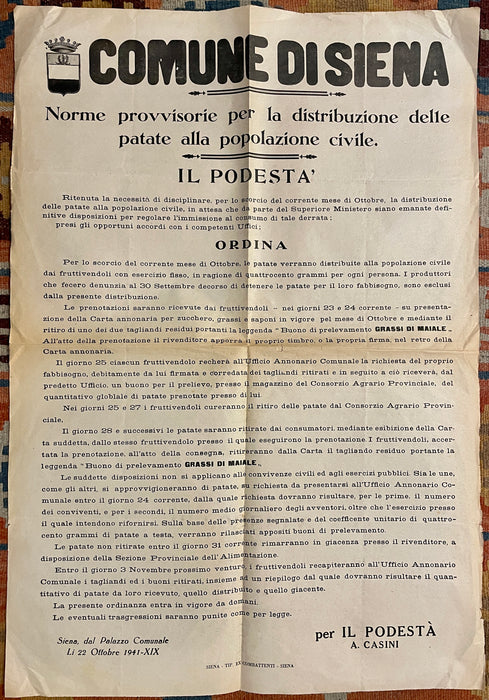 COMUNE DI SIENA
Norme provvisorie per la distribuzione delle
patate alla popolazione civile.
IL PODESTA'
Ritenuta la necessità di disciplinare, per lo scorcio del corrente mese di Ottobre, la distribuzione
delle patate alla popolazione civile, in attesa che da parte del Superiore Ministero siano emanate defi-
nitive disposizioni per regolare l'immissione al consumo di tale derrata;
presi gli opportuni accordi con i competenti Uffici;
ORDINA
Per lo scorcio del corrente mese di Ottobre, le patate verranno distribuite alla popolazione civile
dai fruttivendoli con esercizio fisso, in ragione di quattrocento grammi per ogni persona. I produttori
che fecero denunzia al 30 Settembre decorso di detenere le patate per il loro fabbisogno, sono esclusi
dalla presente distribuzione.
Le prenotazioni saranno ricevute dai fruttivendoli - nei giorni 23 e 24 corrente - su presenta-
zione della Carta annonaria per zucchero, grassi e saponi in vigore pel mese di Ottobre e mediante il
ritiro di uno dei due tagliandi residui portanti la leggenda "Buono di prelevamento GRASSI DI MAIALE„.
All'atto della prenotazione il rivenditore apporrà il proprio timbro, o la propria firma, nel retro della
Carta annonaria.
Il giorno 25 ciascun fruttivendolo recherà all'Ufficio Annonario Comunale la richiesta del proprio
fabbisogno, debitamente da lui firmata e corredata dei tagliandi ritirati e in seguito a ciò riceverà, dal
predetto Ufficio, un buono per il prelievo, presso il magazzino del Consorzio Agrario Provinciale, del
quantitativo globale di patate prenotate presso di lui.
Nei giorni 25 e 27 i fruttivendoli cureranno il ritiro delle patate dal Consorzio Agrario Provin-
ciale.
Il giorno 28 e successivi le patate saranno ritirate dai consumatori, mediante esibizione della Car-
ta suddetta, dallo stesso fruttivendolo presso il quale eseguirono la prenotazione. I fruttivendoli, accer-
tata la prenotazione, all'atto della consegna, ritireranno dalla Carta il tagliando residuo portante la
leggenda "Buono di prelevamento GRASSI DI MAIALE„.
Le suddette disposizioni non si applicano alle convivenze civili ed agli esercizi pubblici. Sia le une,
come gli altri, si approvvigioneranno di patate, su richiesta da presentarsi all'Ufficio Annonario Co-
munale entro il giorno 24 corrente, dalla quale richiesta dovranno risultare, per le prime, il numero
dei conviventi, e per i secondi, il numero medio giornaliero degli avventori, oltre che l'esercizio presso
il quale intendono rifornirsi. Sulla base delle presenze segnalate e del coefficente unitario di quattro-
cento grammi di patate a testa, verranno rilasciati appositi buoni di prelevamento.
Le patate non ritirate entro il giorno 31 corrente rimarranno in giacenza presso il rivenditore, a
disposizione della Sezione Provinciale dell'Alimentazione.
Entro il giorno 3 Novembre prossimo venturo, i fruttivendoli recapiteranno all'Ufficio Annonario
Comunale i tagliandi ed i buoni ritirati, insieme ad un riepilogo dal quale dovranno risultare il quan-
titativo di patate da loro ricevuto, quello distribuito e quello giacente.
La presente ordinanza entra in vigore da domani.
Le eventuali trasgressioni saranno punite come per legge.
Siena, dal Palazzo Comunale
Li 22 Ottobre 1941-XIX
per IL PODESTÀ
A. CASINI
SIENA - TIP. EX COMBATTENTI - SIENA